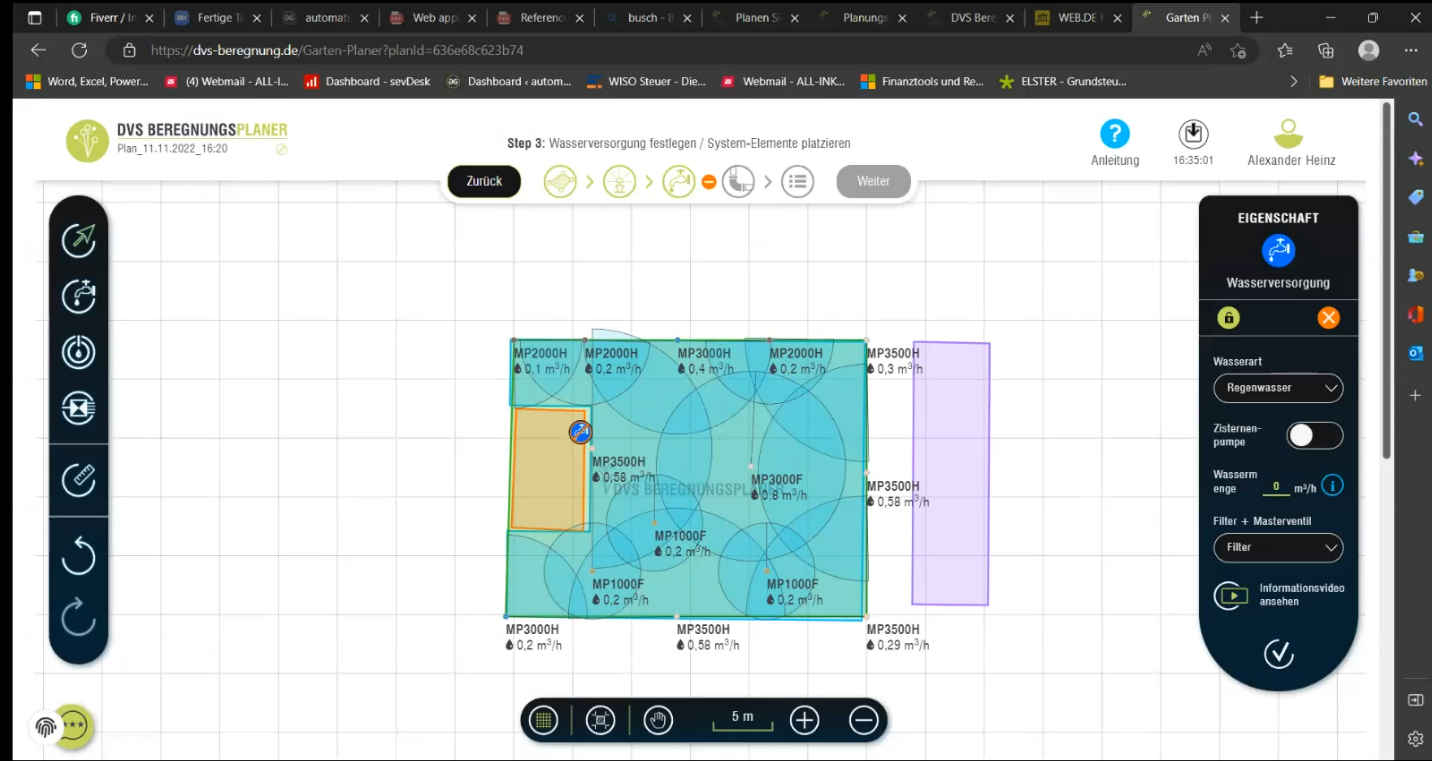 Fiverr / In
Fertige Tä
automati
Web appl
Reference
busch - B
Planen Se
Planungs
DVS Bere
WEB.DE F
Garten Pl
https://dvs-beregnung.de/Garten-Planer?planId=636e68c623b74
Word, Excel, Power...
(4) Webmail - ALL-I...
Dashboard - sevDesk
Dashboard ‹ autom...
WISO Steuer - Die...
Webmail - ALL-INK...
Finanztools und Re...
ELSTER - Grundsteu...
Weitere Favoriten
DVS BEREGNUNGSPLANER
Plan_11.11.2022_16:20
Step 3: Wasserversorgung festlegen / System-Elemente platzieren
Anleitung
16:35:01
Alexander Heinz
Zurück
Weiter
MP2000H
0,1 m³/h
MP2000H
0,2 m³/h
MP3000H
0,4 m³/h
MP2000H
0,2 m³/h
MP3500H
0,3 m³/h
MP3500H
0,58 m³/h
DVS BEREGNUNGSPLANER
MP3000F
0,8 m³/h
MP3500H
0,58 m³/h
MP1000F
0,2 m³/h
MP1000F
0,2 m³/h
MP1000F
0,2 m³/h
MP3000H
0,2 m³/h
MP3500H
0,58 m³/h
MP3500H
0,29 m³/h
EIGENSCHAFT
Wasserversorgung
Wasserart
Regenwasser
Zisternen-
pumpe
Wasserm
enge
0 m³/h
Filter + Masterventil
Filter
Informationsvideo
ansehen
5 m